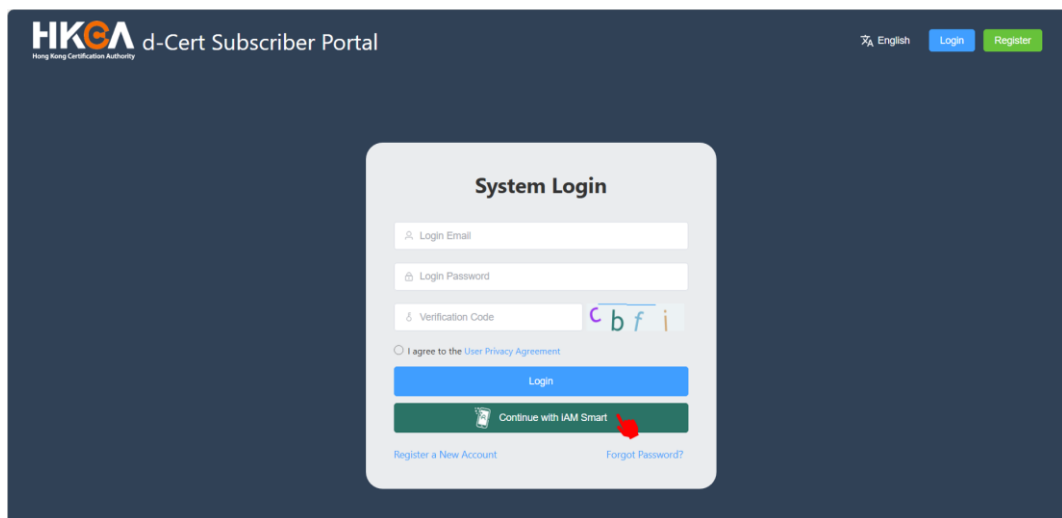 HKCA d-Cert Subscriber Portal
Hong Kong Certification Authority
English Login Register
System Login
Login Email
Login Password
Verification Code c b f i
I agree to the User Privacy Agreement
Login
Continue with iAM Smart
Register a New Account Forgot Password?